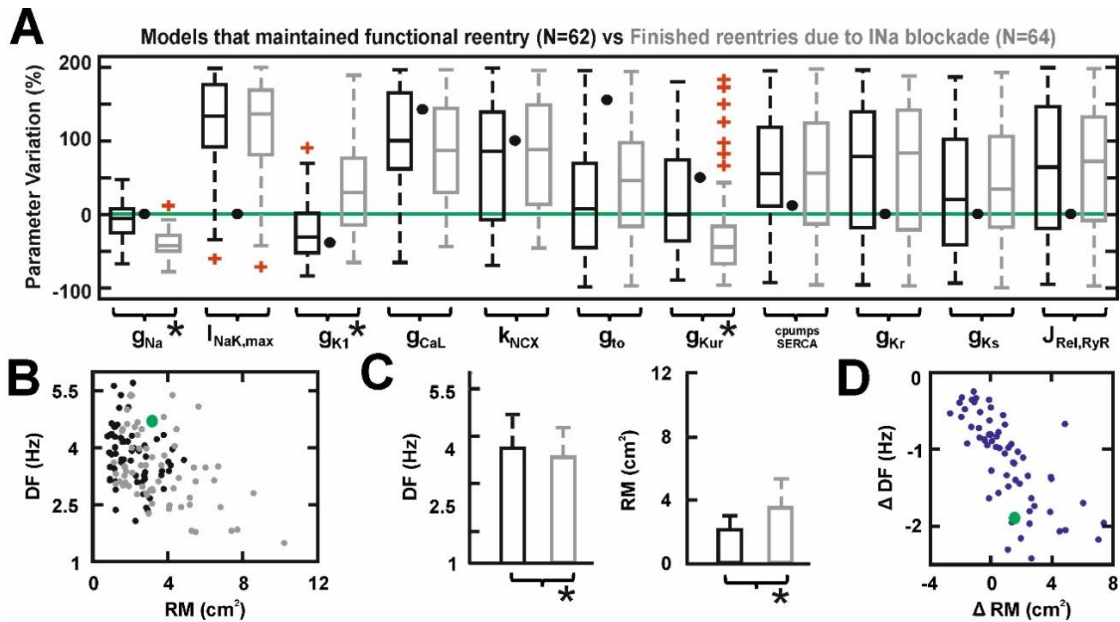 A
Models that maintained functional reentry (N=62) vs Finished reentries due to INa blockade (N=64)
Parameter Variation (%)
200
100
0
-100
gNa* INaK,max gK1* gCaL kNCX gto gKur* cpumps SERCA gKr gKs JRel,RyR
B
DF (Hz)
5.5
4
2.5
1
0 4 8 12
RM (cm²)
C
DF (Hz)
5.5
4
2.5
1
*
RM (cm²)
12
8
4
0
*
D
Δ DF (Hz)
0
-1
-2
-4 0 4 8
Δ RM (cm²)